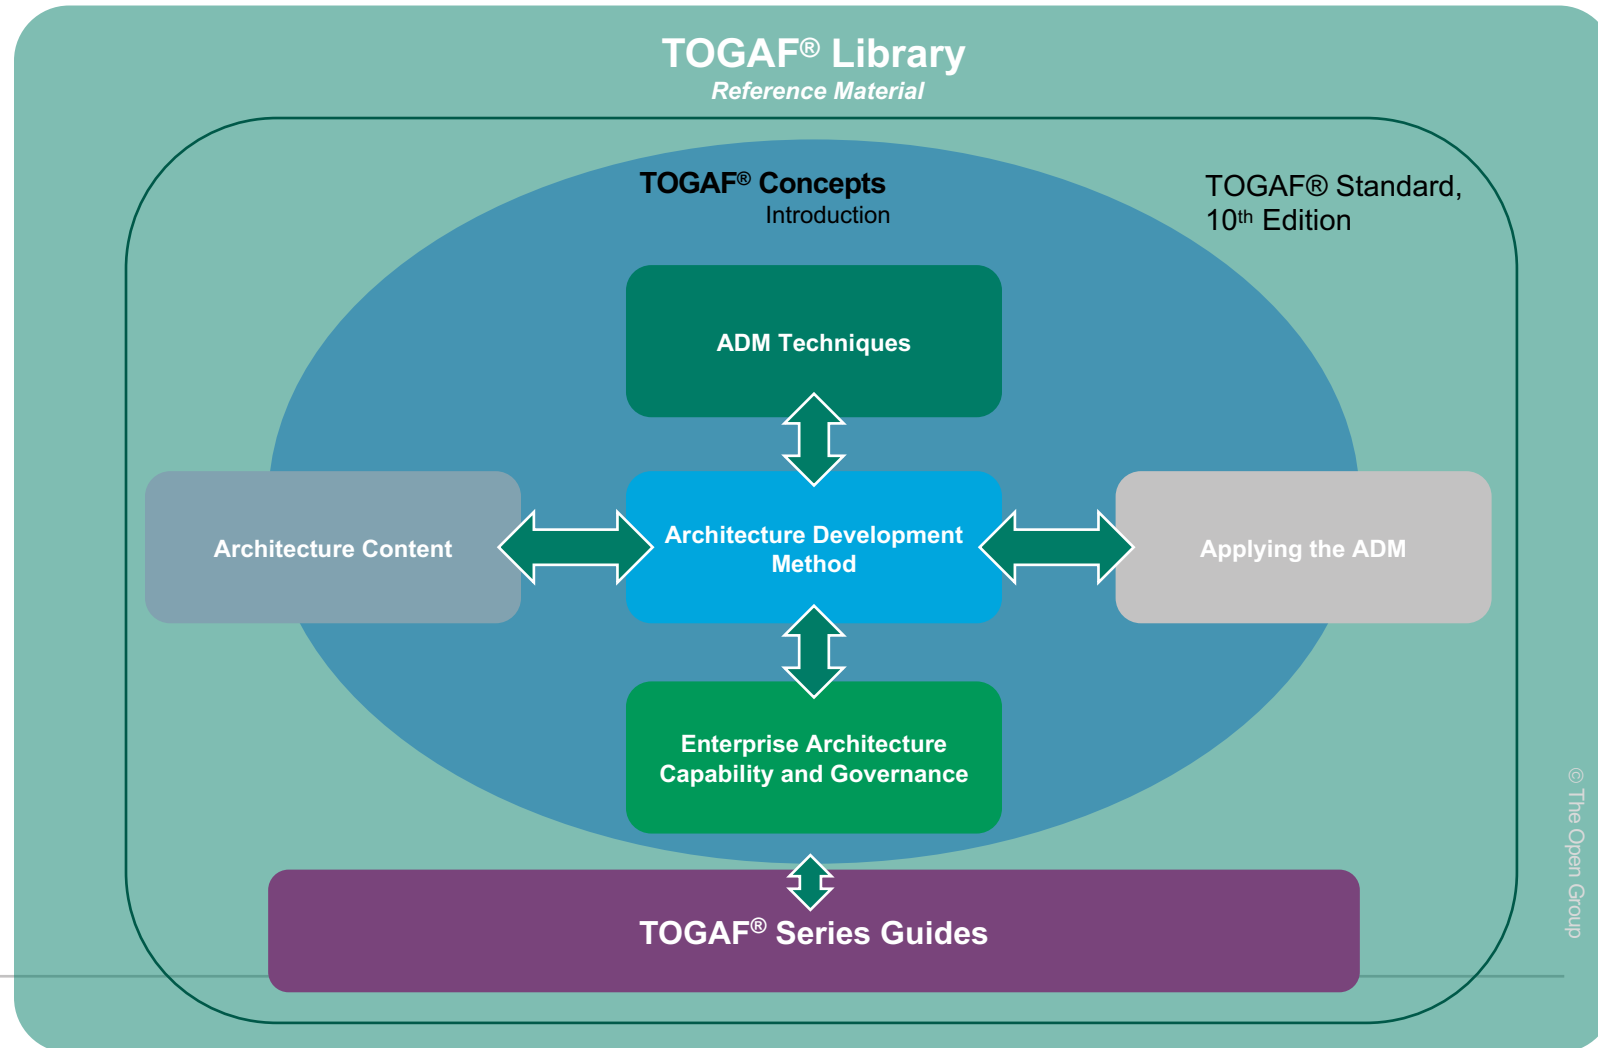 TOGAF® Library
Reference Material
TOGAF® Concepts
Introduction
TOGAF® Standard,
10th Edition
ADM Techniques
Architecture Content
Architecture Development
Method
Applying the ADM
Enterprise Architecture
Capability and Governance
TOGAF® Series Guides
© The Open Group